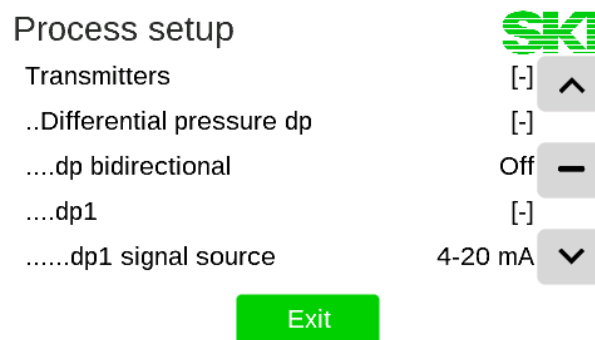 Process setup
SKI
Transmitters [-]
..Differential pressure dp [-]
....dp bidirectional Off
....dp1 [-]
......dp1 signal source 4-20 mA
Exit